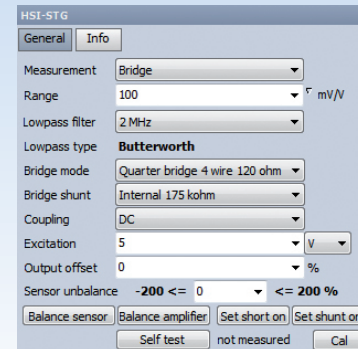 HSI-STG
General Info
Measurement Bridge
Range 100 mV/V
Lowpass filter 2 MHz
Lowpass type Butterworth
Bridge mode Quarter bridge 4 wire 120 ohm
Bridge shunt Internal 175 kohm
Coupling DC
Excitation 5 V
Output offset 0 %
Sensor unbalance -200 <= 0 <= 200 %
Balance sensor Balance amplifier Set short on Set shunt on
Self test not measured Cal